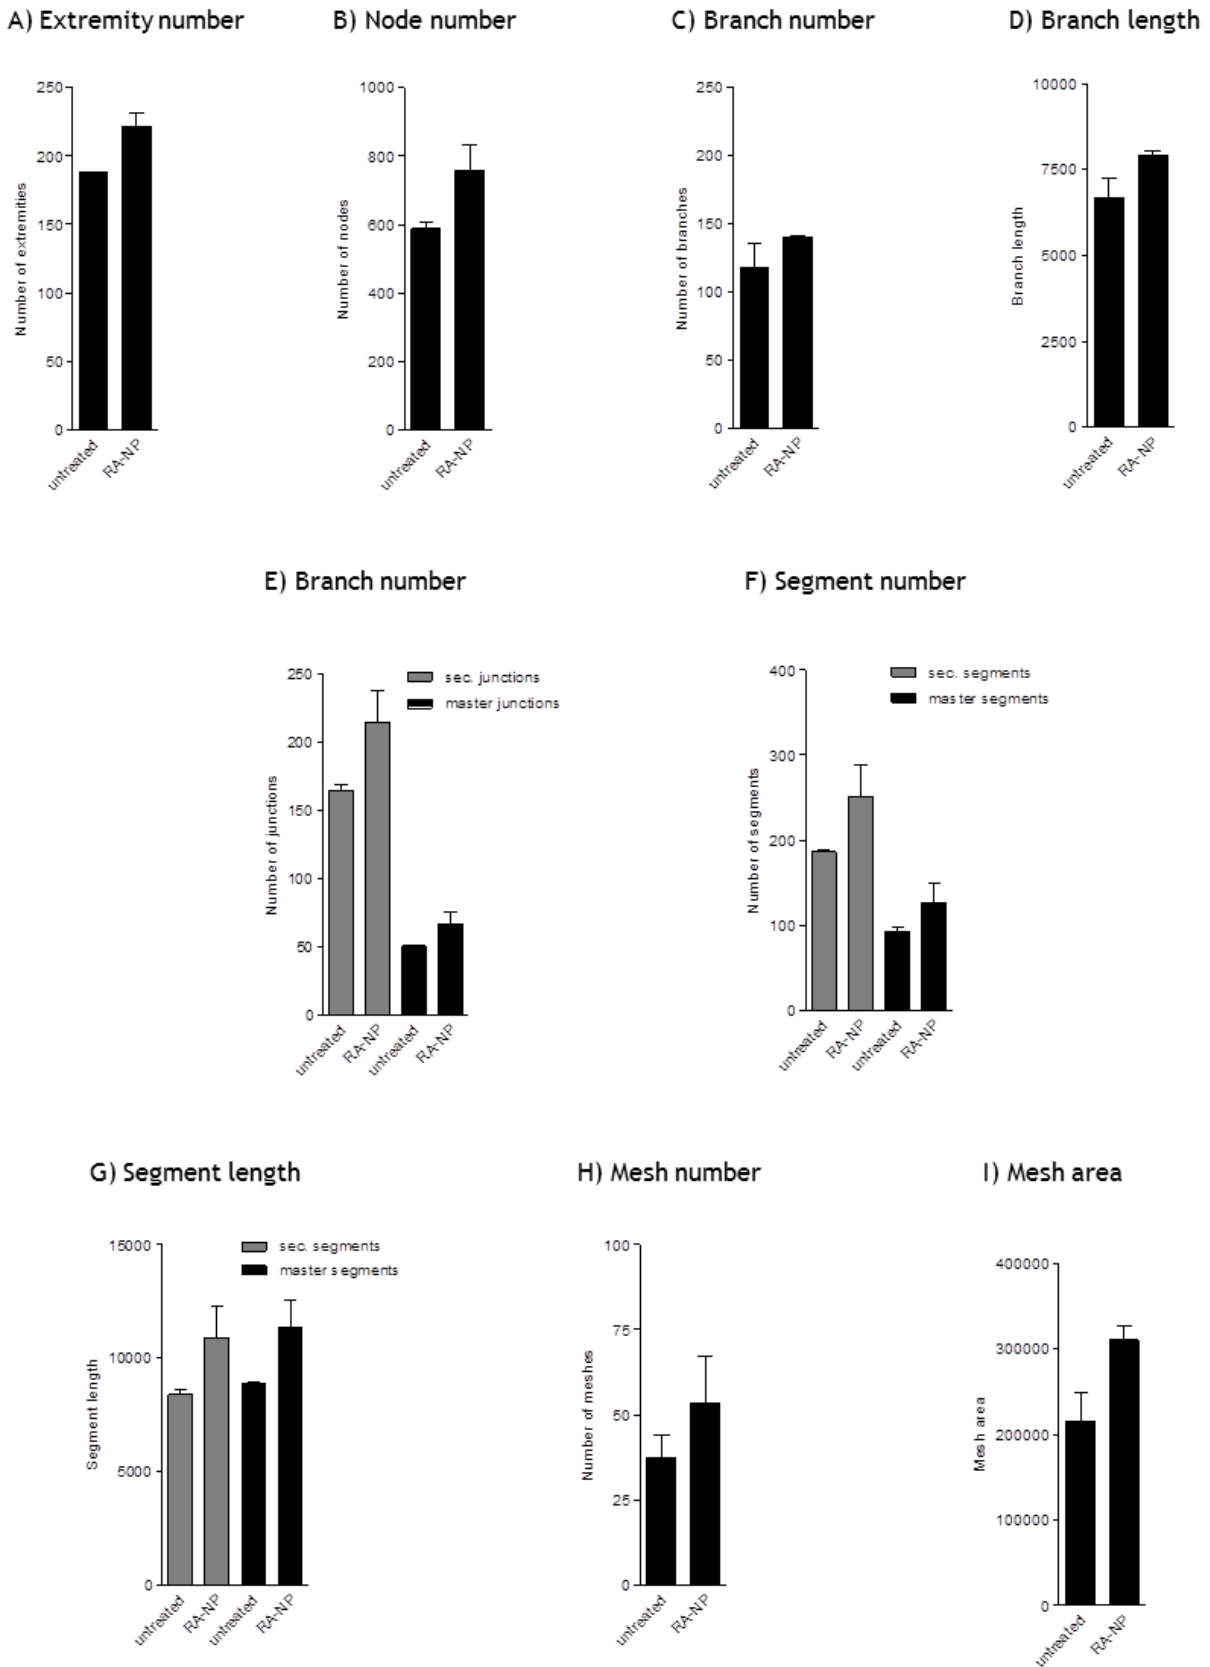 A) Extremity number
B) Node number
C) Branch number
D) Branch length
250
200
150
100
50
0
Number of extremities
untreated
RA-NP
1000
800
600
400
200
0
Number of nodes
untreated
RA-NP
250
200
150
100
50
0
Number of branches
untreated
RA-NP
10000
7500
5000
2500
0
Branch length
untreated
RA-NP
E) Branch number
F) Segment number
250
200
150
100
50
0
Number of junctions
sec. junctions
master junctions
untreated
RA-NP
untreated
RA-NP
400
300
200
100
0
Number of segments
sec. segments
master segments
untreated
RA-NP
untreated
RA-NP
G) Segment length
H) Mesh number
I) Mesh area
15000
10000
5000
0
Segment length
sec. segments
master segments
untreated
RA-NP
untreated
RA-NP
100
75
50
25
0
Number of meshes
untreated
RA-NP
400000
300000
200000
100000
0
Mesh area
untreated
RA-NP